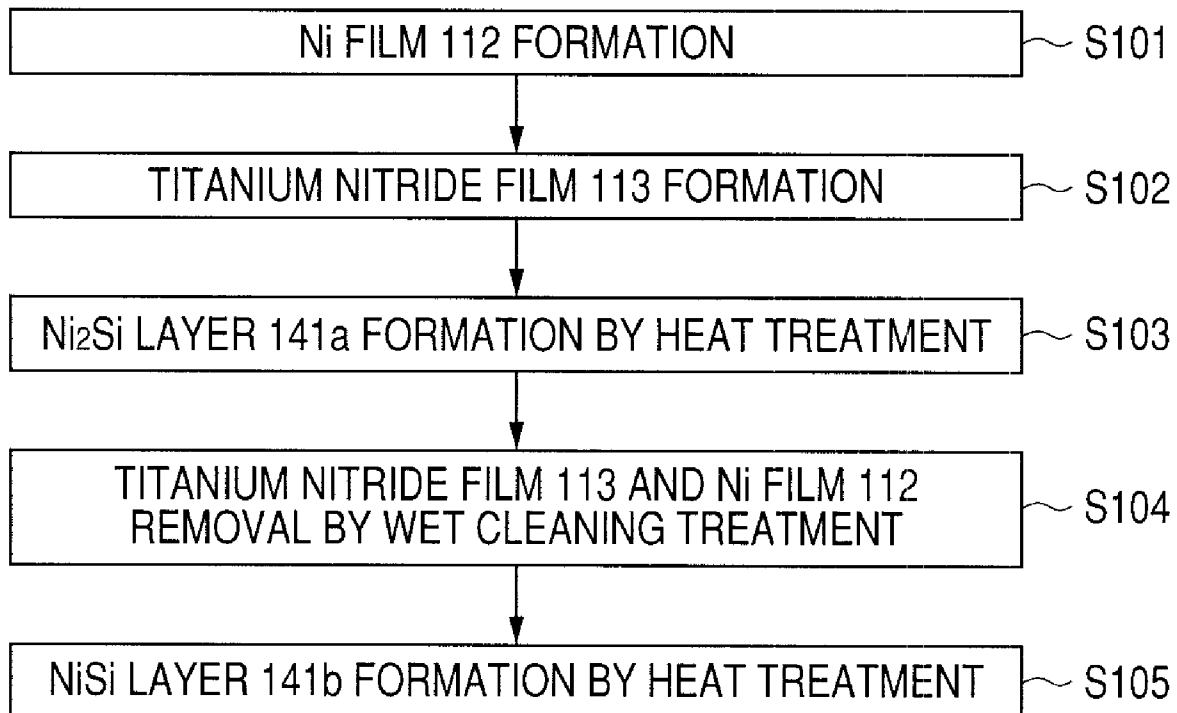 Ni FILM 112 FORMATION
S101
TITANIUM NITRIDE FILM 113 FORMATION
S102
Ni2Si LAYER 141a FORMATION BY HEAT TREATMENT
S103
TITANIUM NITRIDE FILM 113 AND Ni FILM 112
REMOVAL BY WET CLEANING TREATMENT
S104
NiSi LAYER 141b FORMATION BY HEAT TREATMENT
S105